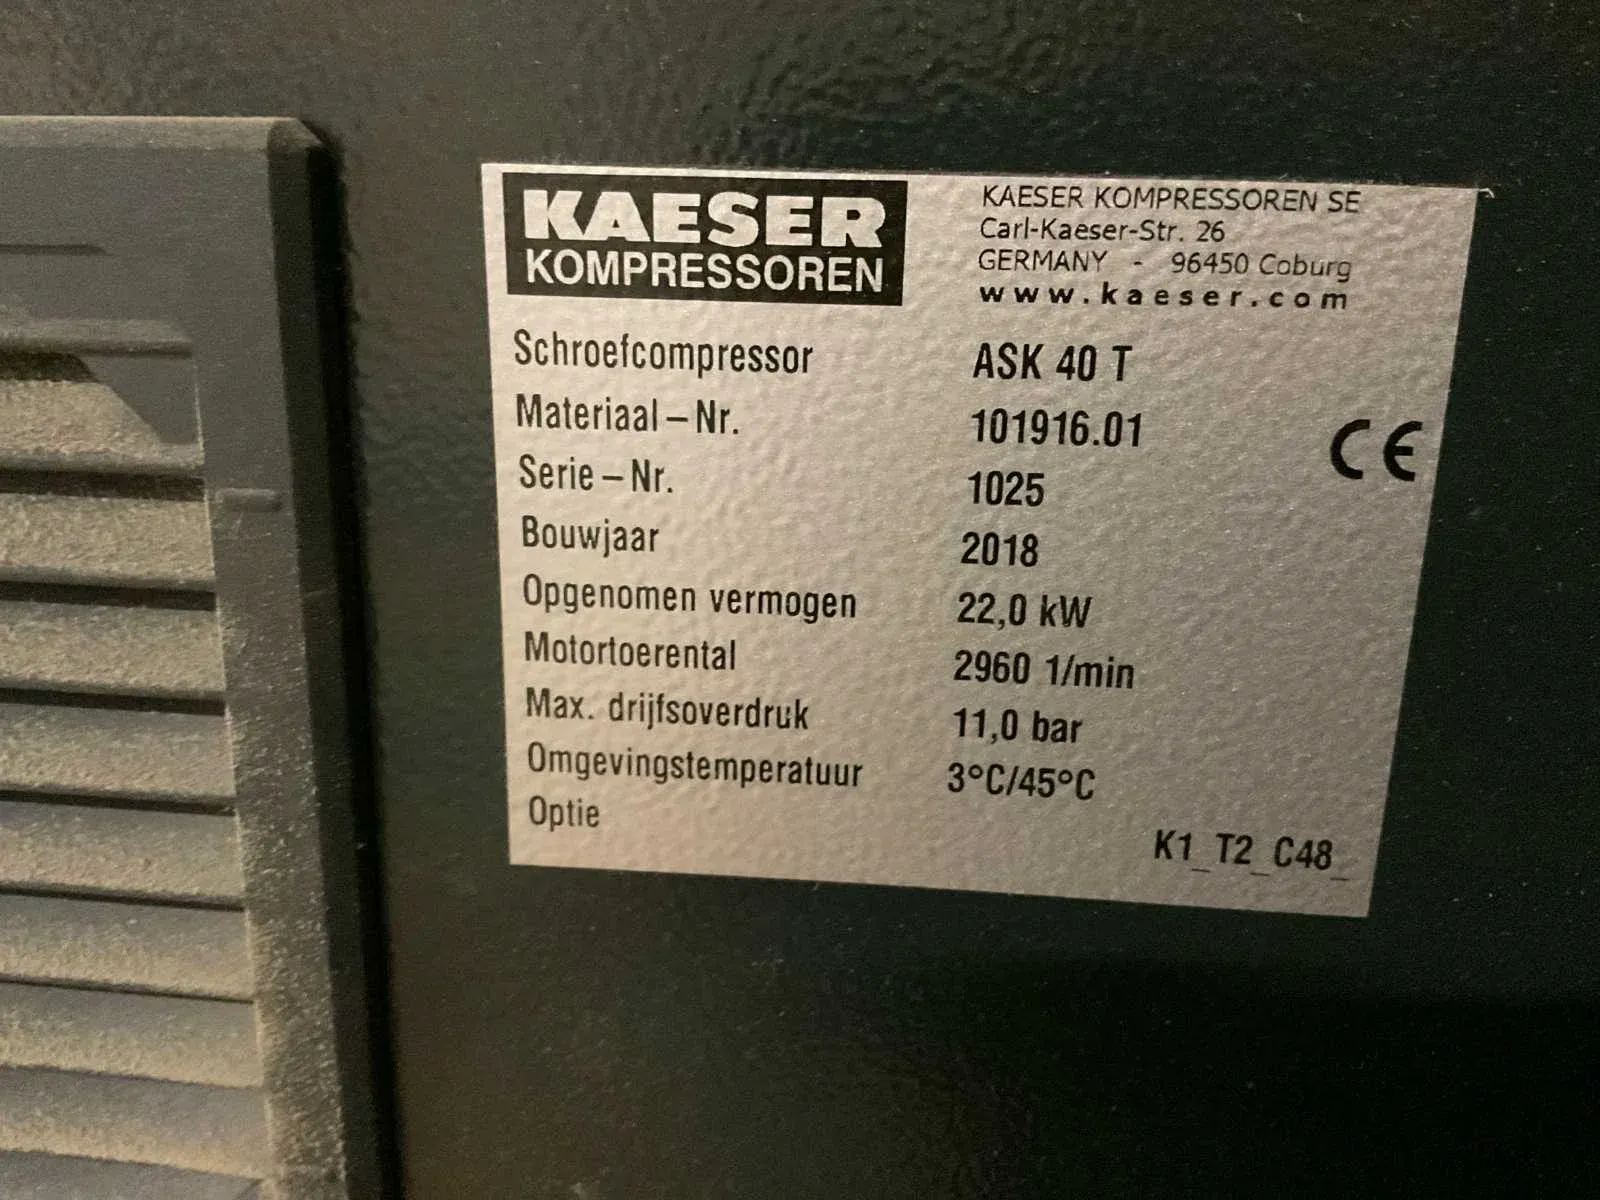 KAESER
KOMPRESSOREN
KAESER KOMPRESSOREN SE
Carl-Kaeser-Str. 26
GERMANY - 96450 Coburg
www.kaeser.com
Schroefcompressor ASK 40 T
Materiaal – Nr. 101916.01
CE
Serie – Nr. 1025
Bouwjaar 2018
Opgenomen vermogen 22,0 kW
Motortoerental 2960 1/min
Max. drijfsoverdruk 11,0 bar
Omgevingstemperatuur 3°C/45°C
Optie
K1_T2_C48_